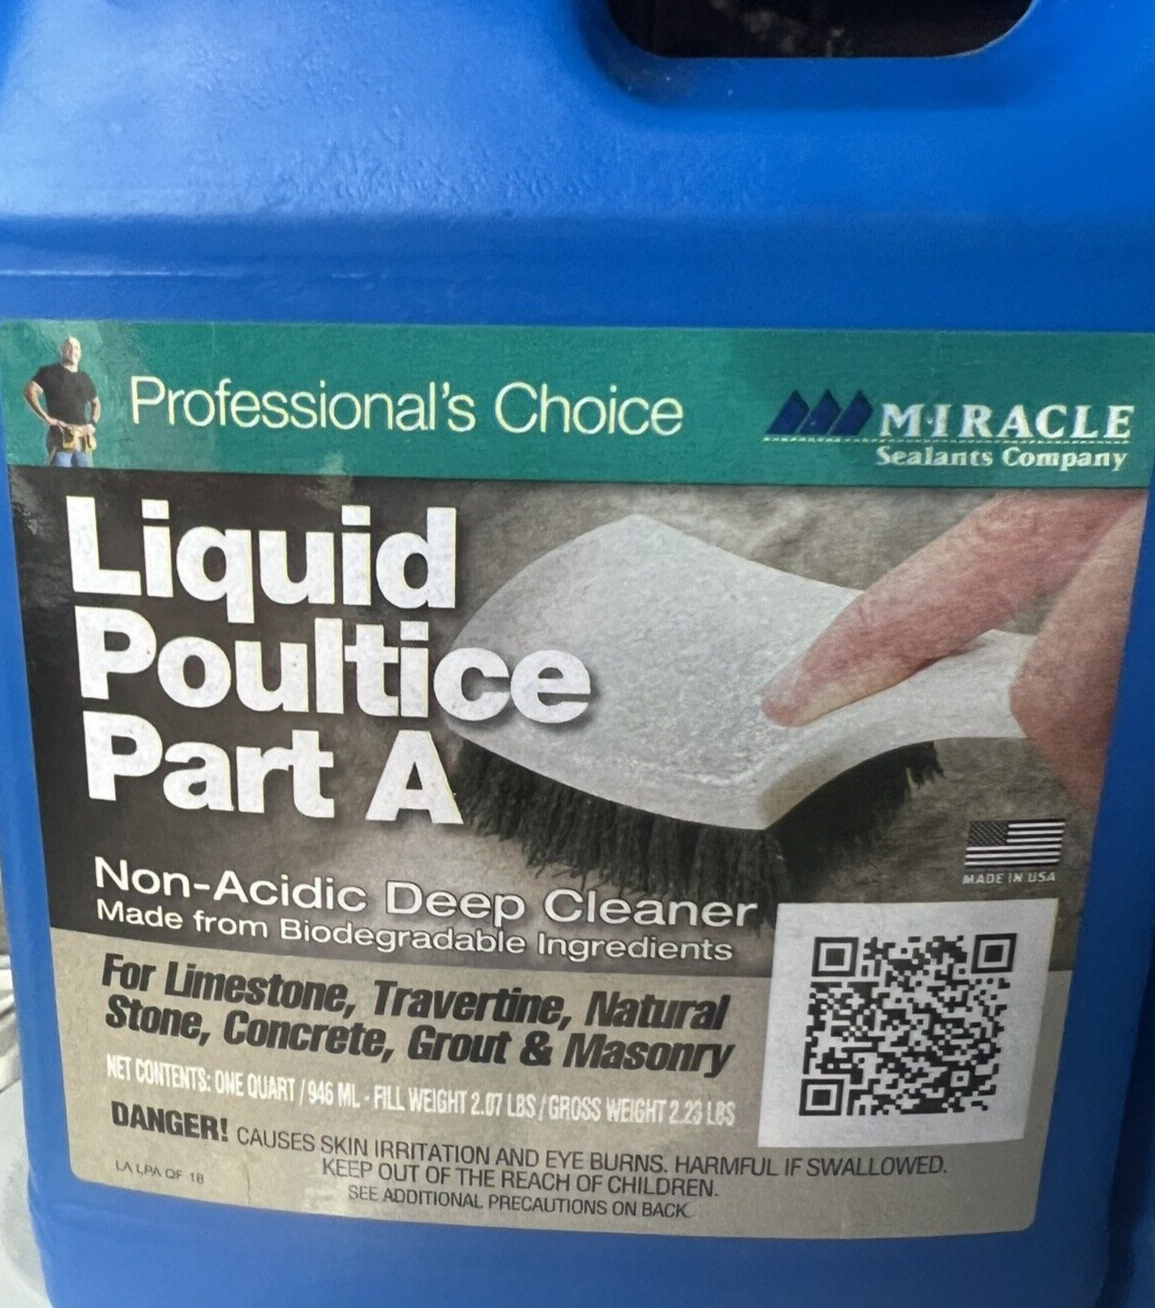 Professional's Choice
MIRACLE
Sealants Company
Liquid
Poultice
Part A
MADE IN USA
Non-Acidic Deep Cleaner
Made from Biodegradable Ingredients
For Limestone, Travertine, Natural
Stone, Concrete, Grout & Masonry
NET CONTENTS: ONE QUART / 946 ML - FILL WEIGHT 2.07 LBS / GROSS WEIGHT 2.23 LBS
DANGER! CAUSES SKIN IRRITATION AND EYE BURNS. HARMFUL IF SWALLOWED.
KEEP OUT OF THE REACH OF CHILDREN.
SEE ADDITIONAL PRECAUTIONS ON BACK.
LA LPA QF 18